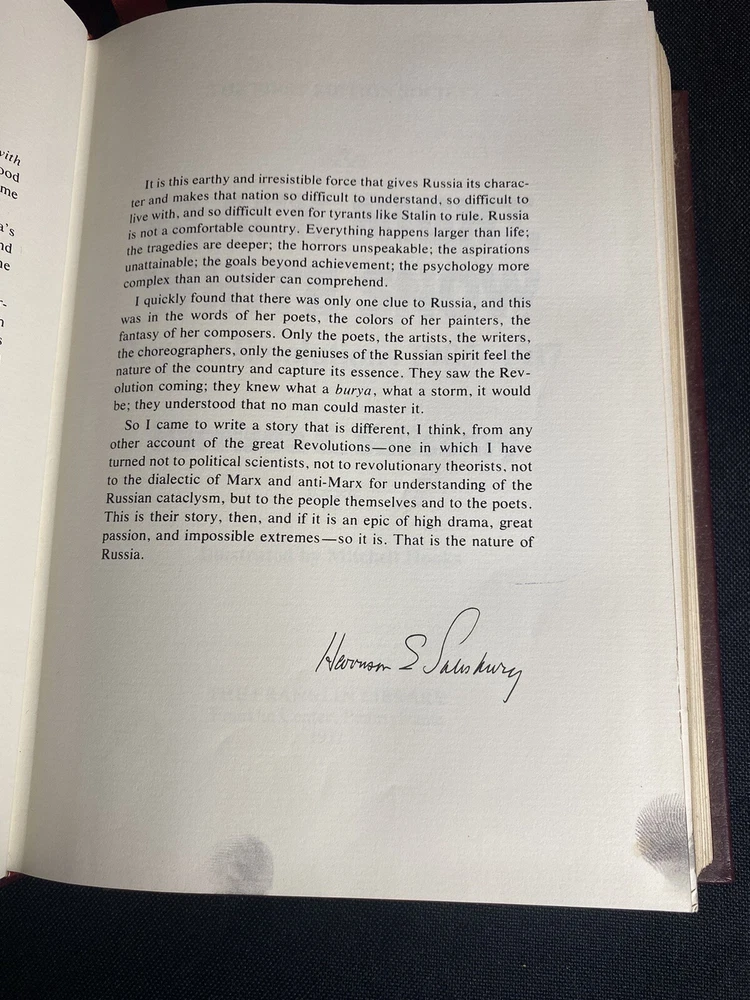 with
ood
me
a's
nd
ne
r-
n
s
It is this earthy and irresistible force that gives Russia its charac-
ter and makes that nation so difficult to understand, so difficult to
live with, and so difficult even for tyrants like Stalin to rule. Russia
is not a comfortable country. Everything happens larger than life;
the tragedies are deeper; the horrors unspeakable; the aspirations
unattainable; the goals beyond achievement; the psychology more
complex than an outsider can comprehend.
I quickly found that there was only one clue to Russia, and this
was in the words of her poets, the colors of her painters, the
fantasy of her composers. Only the poets, the artists, the writers,
the choreographers, only the geniuses of the Russian spirit feel the
nature of the country and capture its essence. They saw the Rev-
olution coming; they knew what a burya, what a storm, it would
be; they understood that no man could master it.
So I came to write a story that is different, I think, from any
other account of the great Revolutions—one in which I have
turned not to political scientists, not to revolutionary theorists, not
to the dialectic of Marx and anti-Marx for understanding of the
Russian cataclysm, but to the people themselves and to the poets.
This is their story, then, and if it is an epic of high drama, great
passion, and impossible extremes—so it is. That is the nature of
Russia.
Harrison E Salisbury